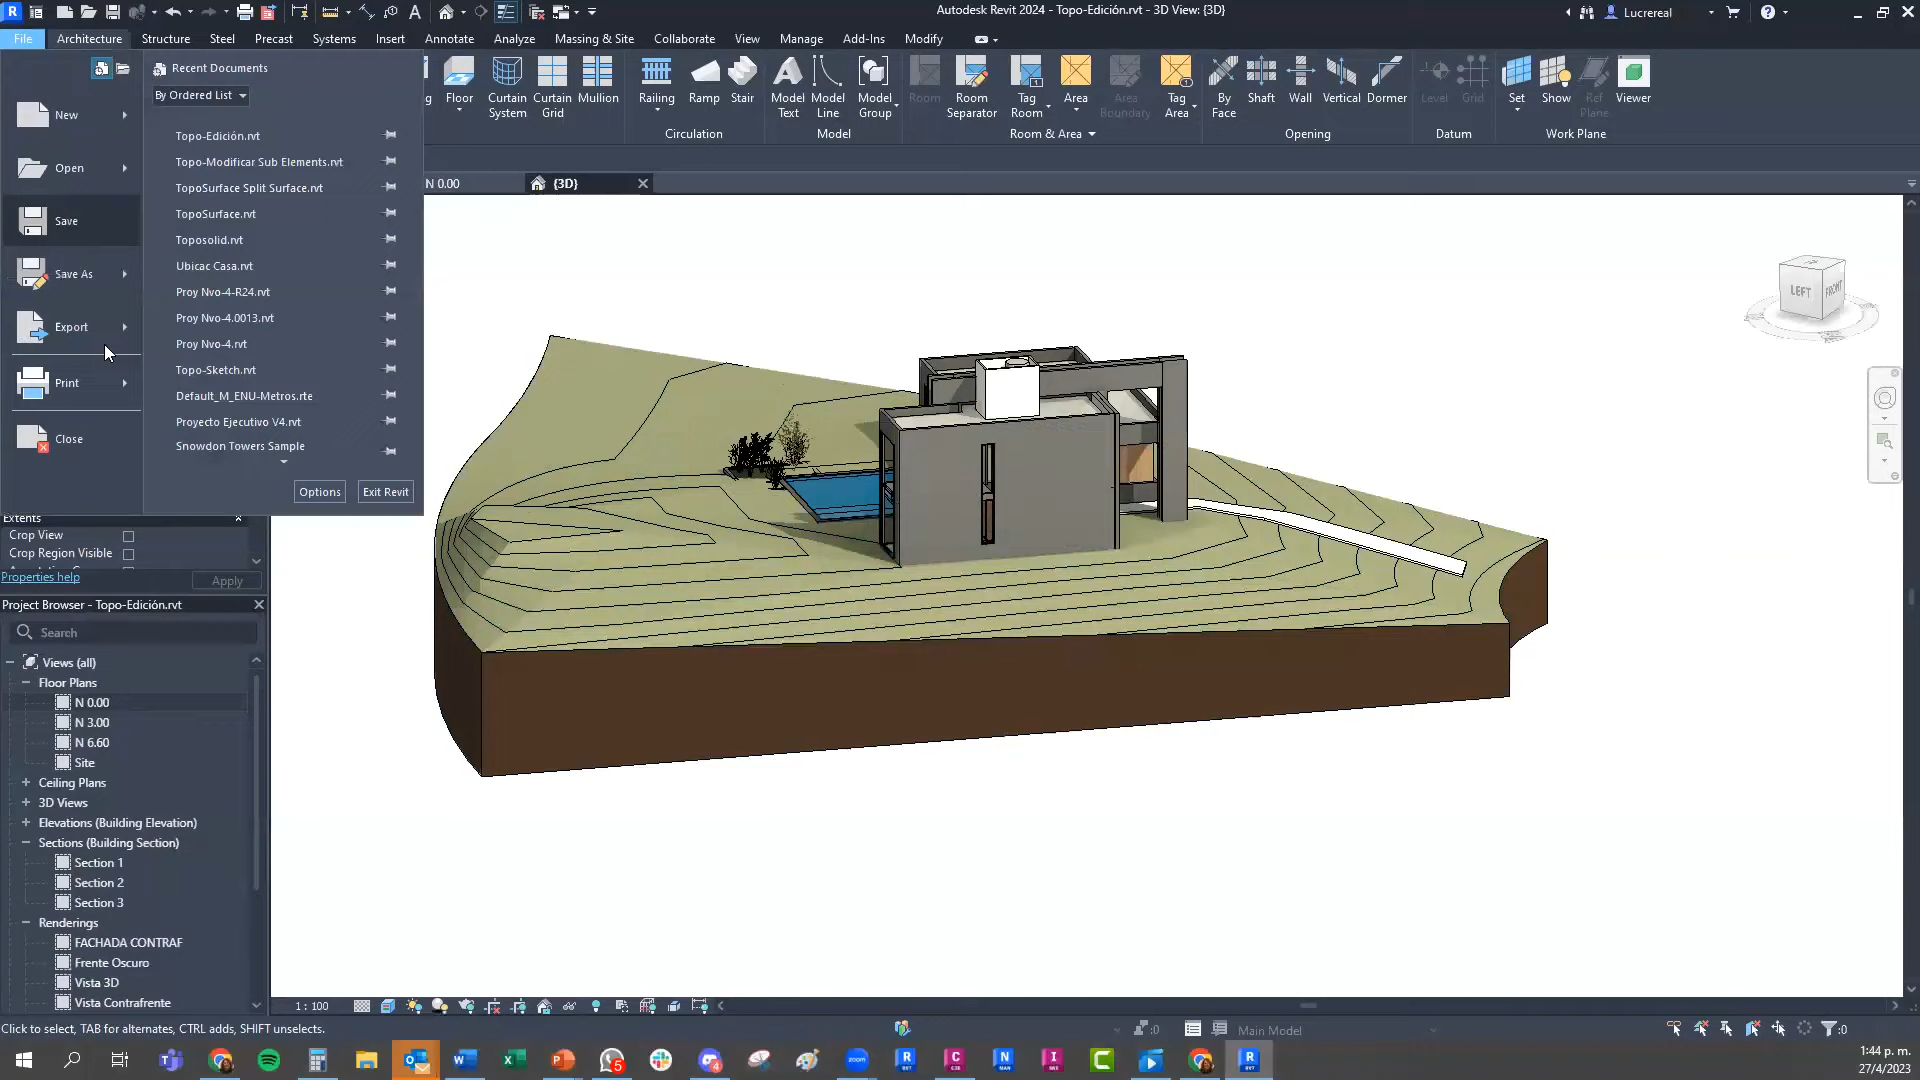 Autodesk Revit 2024 - Topo-Edición.rvt - 3D View: {3D}
Lucrereal
File
Architecture
Structure
Steel
Precast
Systems
Insert
Annotate
Analyze
Massing & Site
Collaborate
View
Manage
Add-Ins
Modify
Recent Documents
By Ordered List
New
Open
Save
Save As
Export
Print
Close
Topo-Edición.rvt
Topo-Modificar Sub Elements.rvt
TopoSurface Split Surface.rvt
TopoSurface.rvt
Toposolid.rvt
Ubicac Casa.rvt
Proy Nvo-4-R24.rvt
Proy Nvo-4.0013.rvt
Proy Nvo-4.rvt
Topo-Sketch.rvt
Default_M_ENU-Metros.rte
Proyecto Ejecutivo V4.rvt
Snowdon Towers Sample
Options
Exit Revit
g
Floor
Curtain System
Curtain Grid
Mullion
Railing
Ramp
Stair
Circulation
Model Text
Model Line
Model Group
Model
Room
Room Separator
Tag Room
Area
Area Boundary
Tag Area
Room & Area
By Face
Shaft
Wall
Vertical
Dormer
Opening
Level
Grid
Datum
Set
Show
Ref Plane
Viewer
Work Plane
N 0.00
{3D}
LEFT
FRONT
Extents
Crop View
Crop Region Visible
Properties help
Apply
Project Browser - Topo-Edición.rvt
Search
Views (all)
Floor Plans
N 0.00
N 3.00
N 6.60
Site
Ceiling Plans
3D Views
Elevations (Building Elevation)
Sections (Building Section)
Section 1
Section 2
Section 3
Renderings
FACHADA CONTRAF
Frente Oscuro
Vista 3D
Vista Contrafrente
1 : 100
Click to select, TAB for alternates, CTRL adds, SHIFT unselects.
:0
Main Model
:0
1:44 p. m.
27/4/2023